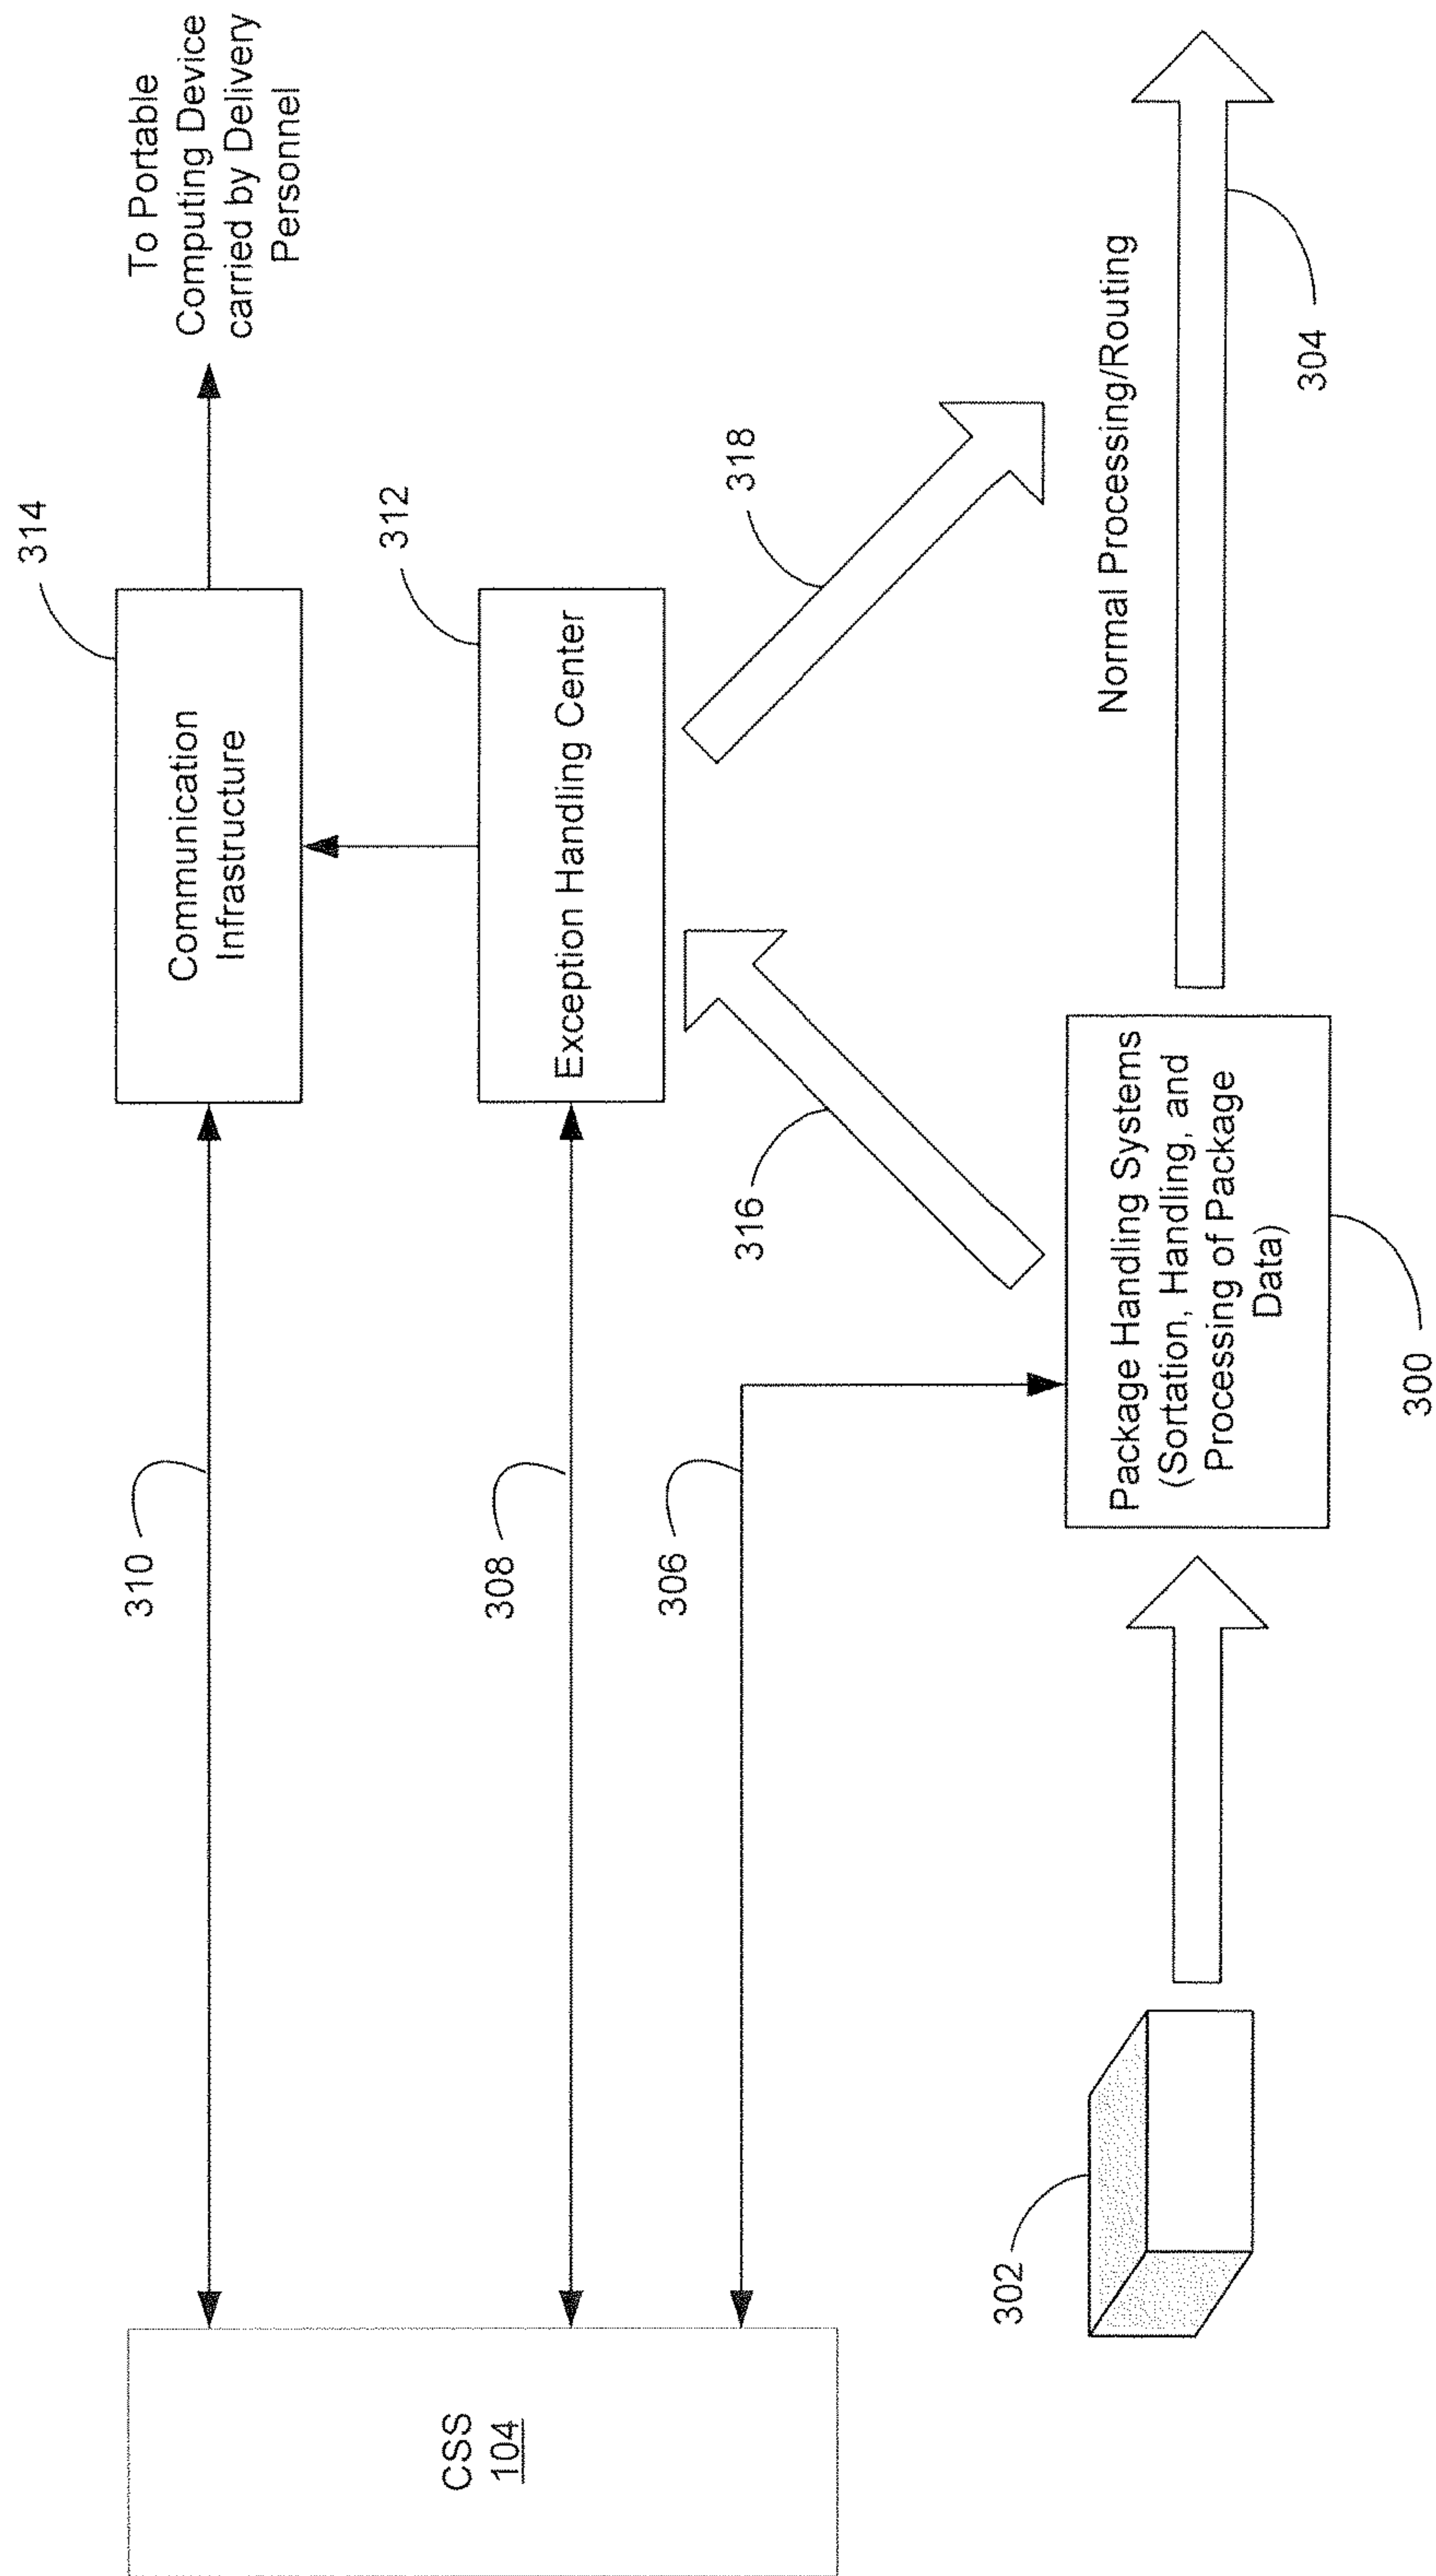 CSS
104
310
308
306
302
314
Communication
Infrastructure
To Portable
Computing Device
carried by Delivery
Personnel
312
Exception Handling Center
316
318
Package Handling Systems
(Sortation, Handling, and
Processing of Package
Data)
300
Normal Processing/Routing
304